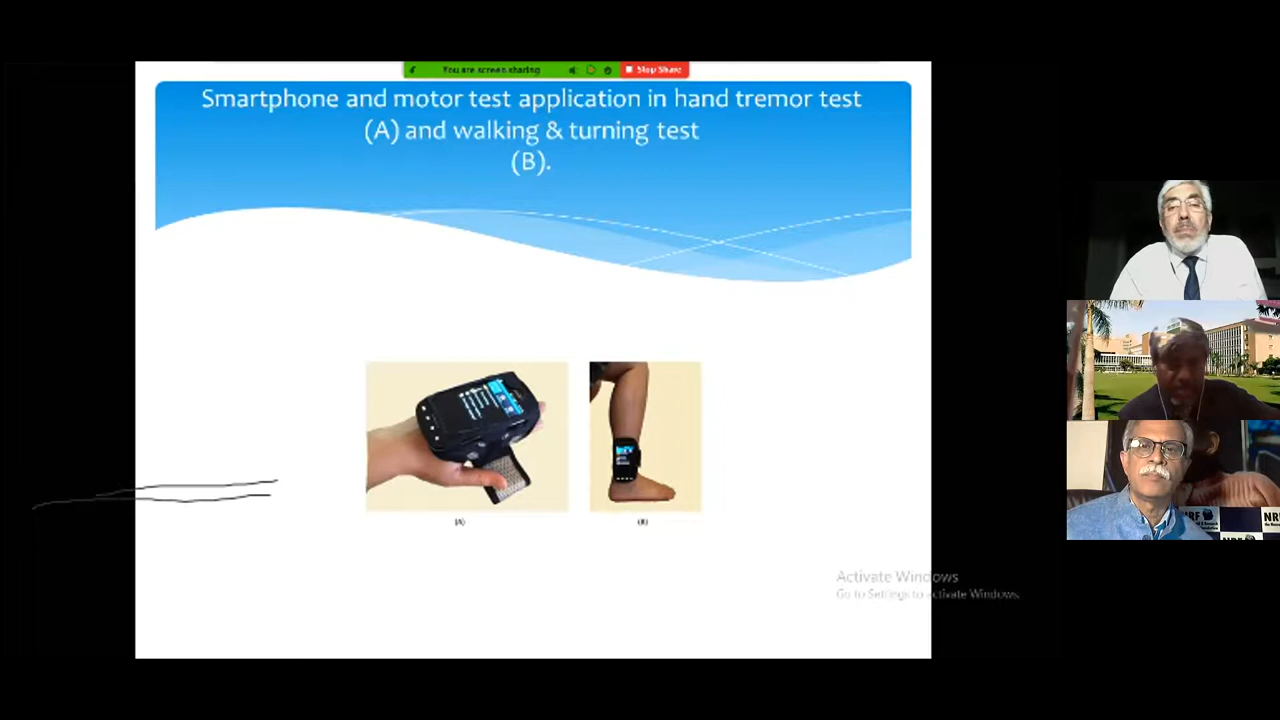 You are screen sharing
Stop Share
Smartphone and motor test application in hand tremor test
(A) and walking & turning test
(B).
(A)
(B)
Activate Windows
Go to Settings to activate Windows.
NRF